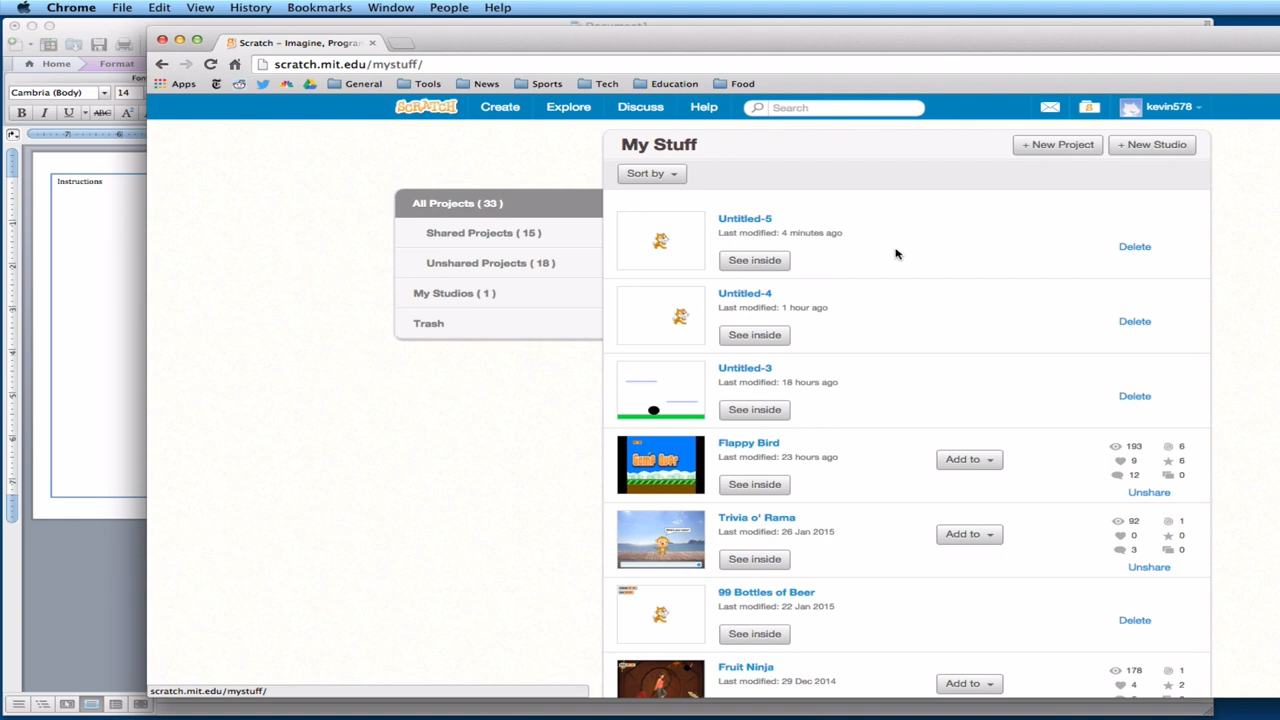 Chrome File Edit View History Bookmarks Window People Help
Scratch – Imagine, Progra
Home Format
scratch.mit.edu/mystuff/
Apps General Tools News Sports Tech Education Food
Cambria (Body) 14
B I U ABC A
SCRATCH Create Explore Discuss Help Search kevin578
Instructions
My Stuff + New Project + New Studio
Sort by
All Projects ( 33 )
Shared Projects ( 15 )
Unshared Projects ( 18 )
My Studios ( 1 )
Trash
Untitled-5
Last modified: 4 minutes ago
See inside
Delete
Untitled-4
Last modified: 1 hour ago
See inside
Delete
Untitled-3
Last modified: 18 hours ago
See inside
Delete
Flappy Bird
Last modified: 23 hours ago
See inside
Add to
193 6
9 6
12 0
Unshare
Trivia o' Rama
Last modified: 26 Jan 2015
See inside
Add to
92 1
0 0
3 0
Unshare
99 Bottles of Beer
Last modified: 22 Jan 2015
See inside
Delete
Fruit Ninja
Last modified: 29 Dec 2014
Add to
178 1
4 2
scratch.mit.edu/mystuff/